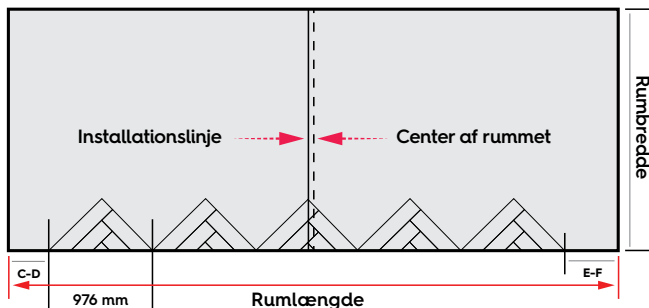 Installationslinje
Center af rummet
Rumbredde
C-D
E-F
976 mm
Rumlængde